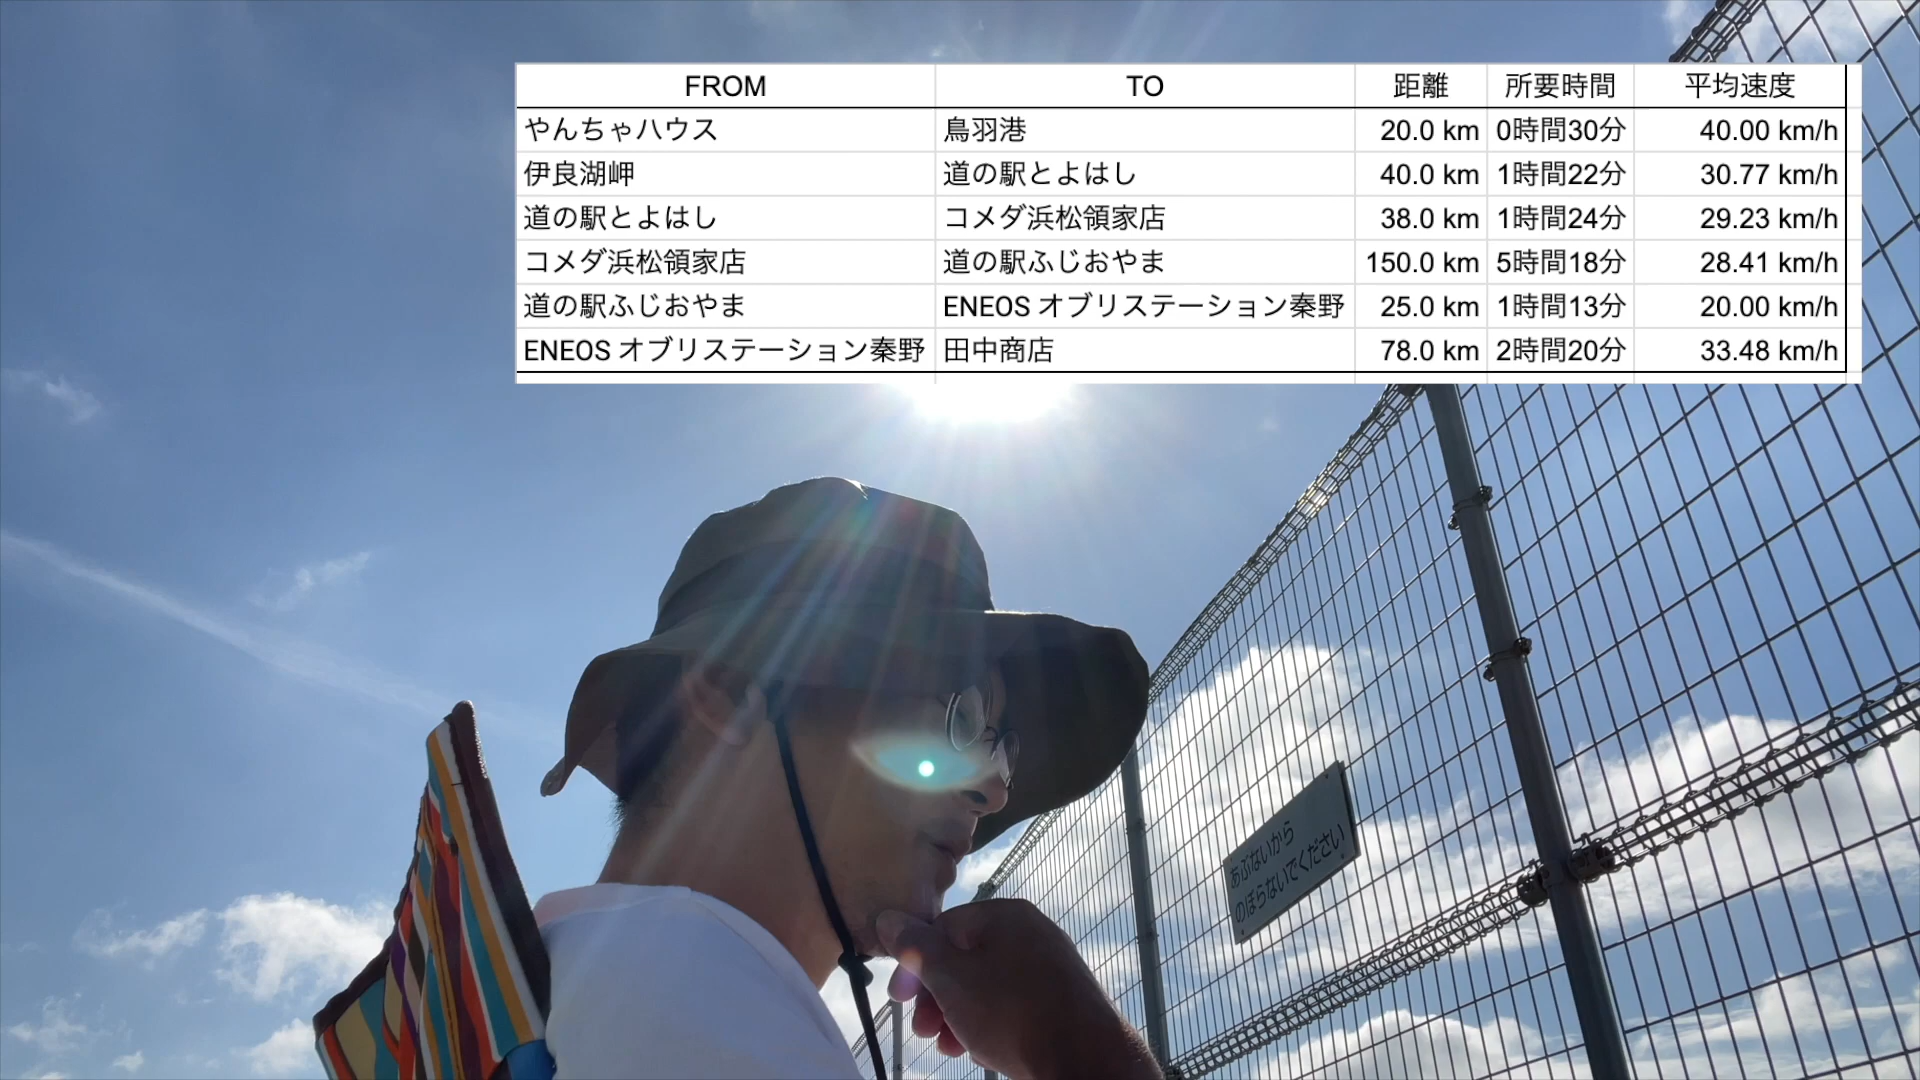 FROM TO 距離 所要時間 平均速度
やんちゃハウス 鳥羽港 20.0 km 0時間30分 40.00 km/h
伊良湖岬 道の駅とよはし 40.0 km 1時間22分 30.77 km/h
道の駅とよはし コメダ浜松領家店 38.0 km 1時間24分 29.23 km/h
コメダ浜松領家店 道の駅ふじおやま 150.0 km 5時間18分 28.41 km/h
道の駅ふじおやま ENEOS オブリステーション秦野 25.0 km 1時間13分 20.00 km/h
ENEOS オブリステーション秦野 田中商店 78.0 km 2時間20分 33.48 km/h
あぶないから
のぼらないでください